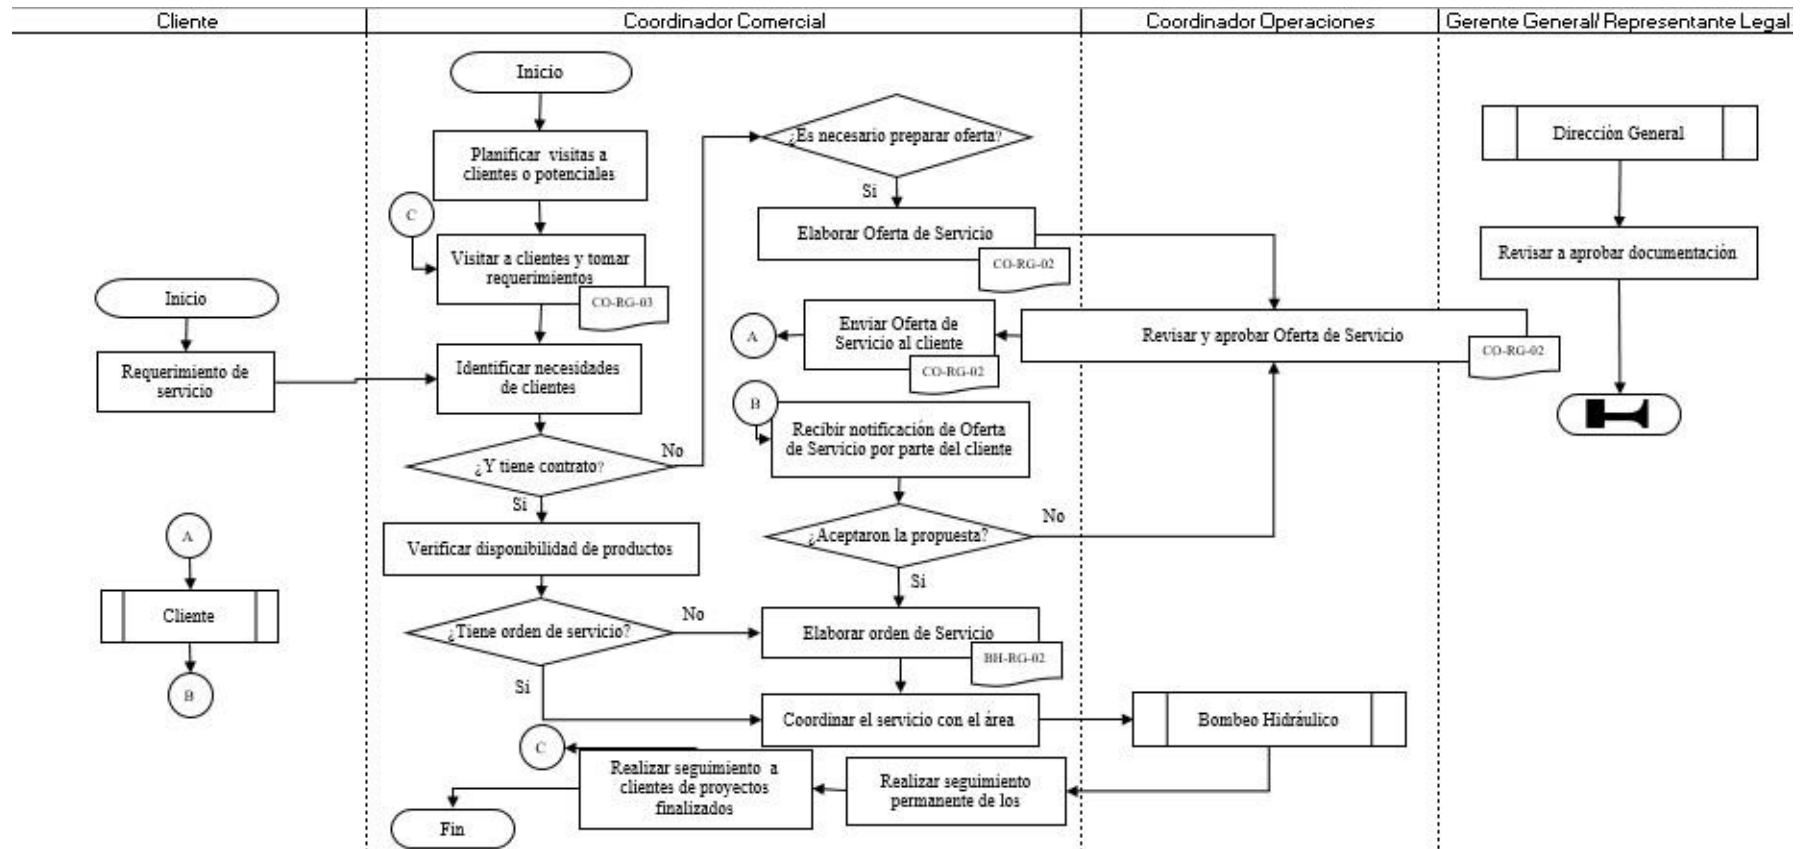 Cliente
Coordinador Comercial
Coordinador Operaciones
Gerente General/ Representante Legal
Inicio
Planificar visitas a
clientes o potenciales
C
Visitar a clientes y tomar
requerimientos
CO-RG-03
Inicio
Requerimiento de
servicio
Identificar necesidades
de clientes
¿Y tiene contrato?
No
Si
Verificar disponibilidad de productos
¿Tiene orden de servicio?
No
Si
A
Cliente
B
¿Es necesario preparar oferta?
Si
Elaborar Oferta de Servicio
CO-RG-02
A
Enviar Oferta de
Servicio al cliente
CO-RG-02
Revisar y aprobar Oferta de Servicio
CO-RG-02
B
Recibir notificación de Oferta
de Servicio por parte del cliente
¿Aceptaron la propuesta?
No
Si
Elaborar orden de Servicio
BH-RG-02
Coordinar el servicio con el área
Bombeo Hidráulico
C
Realizar seguimiento a
clientes de proyectos
finalizados
Realizar seguimiento
permanente de los
Fin
Dirección General
Revisar a aprobar documentación